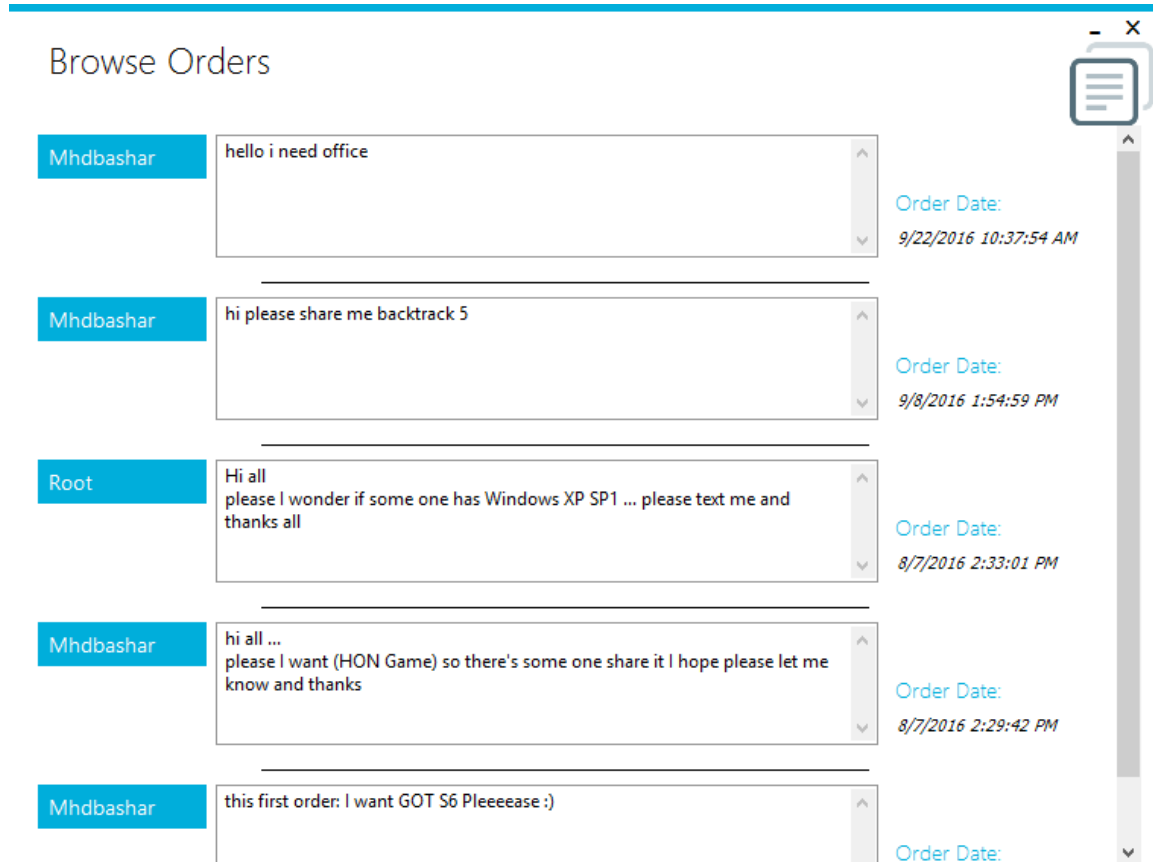 Browse Orders
Mhdbashar
hello i need office
Order Date:
9/22/2016 10:37:54 AM
Mhdbashar
hi please share me backtrack 5
Order Date:
9/8/2016 1:54:59 PM
Root
Hi all
please I wonder if some one has Windows XP SP1 ... please text me and
thanks all
Order Date:
8/7/2016 2:33:01 PM
Mhdbashar
hi all ...
please I want (HON Game) so there's some one share it I hope please let me
know and thanks
Order Date:
8/7/2016 2:29:42 PM
Mhdbashar
this first order: I want GOT S6 Pleeeease :)
Order Date: